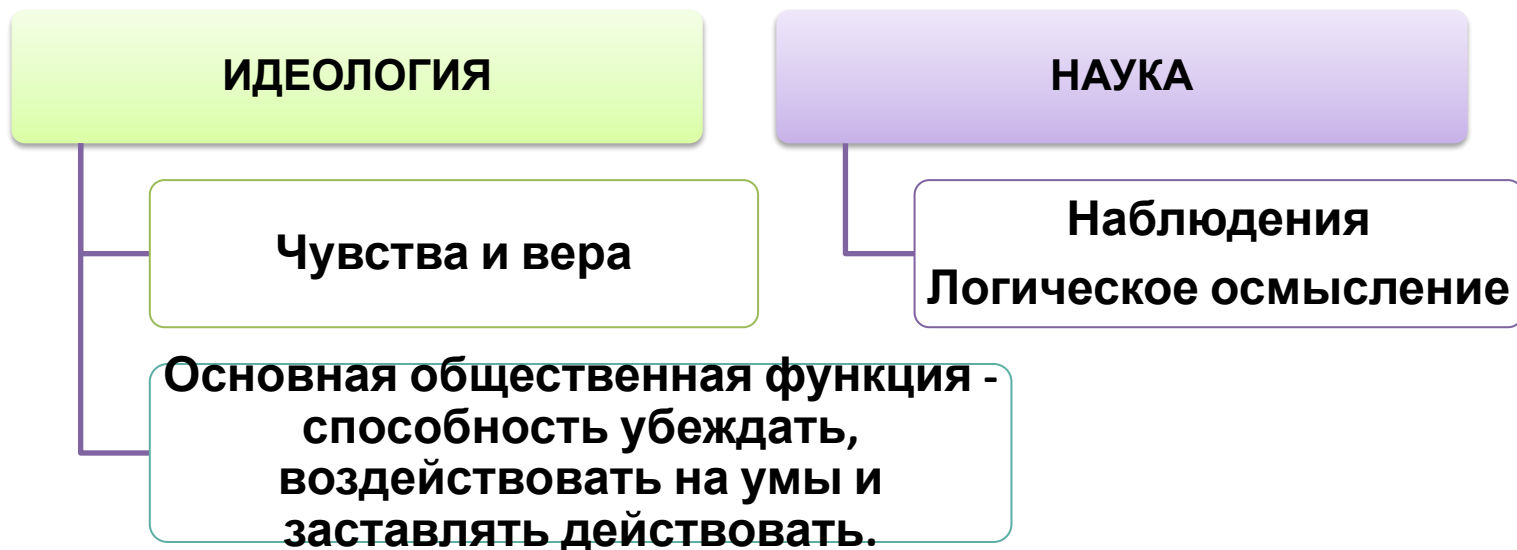 ИДЕОЛОГИЯ
Чувства и вера
Основная общественная функция -
способность убеждать,
воздействовать на умы и
заставлять действовать.
НАУКА
Наблюдения
Логическое осмысление